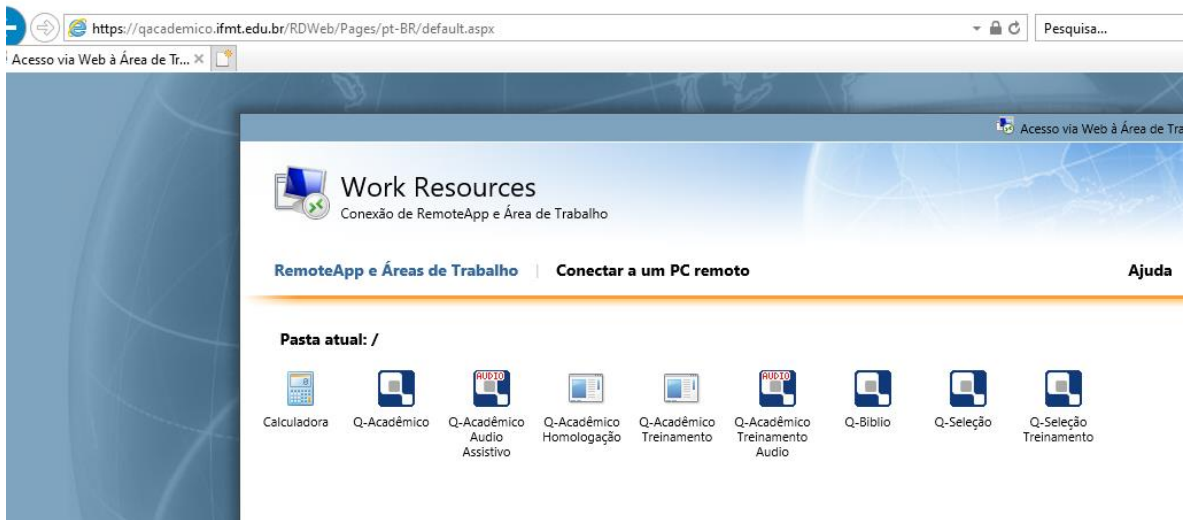 https://qacademico.ifmt.edu.br/RDWeb/Pages/pt-BR/default.aspx
Pesquisa...
Acesso via Web à Área de Tr...
Acesso via Web à Área de Tra
Work Resources
Conexão de RemoteApp e Área de Trabalho
RemoteApp e Áreas de Trabalho | Conectar a um PC remoto
Ajuda
Pasta atual: /
AUDIO
AUDIO
Calculadora
Q-Acadêmico
Q-Acadêmico
Audio
Assistivo
Q-Acadêmico
Homologação
Q-Acadêmico
Treinamento
Q-Acadêmico
Treinamento
Audio
Q-Biblio
Q-Seleção
Q-Seleção
Treinamento